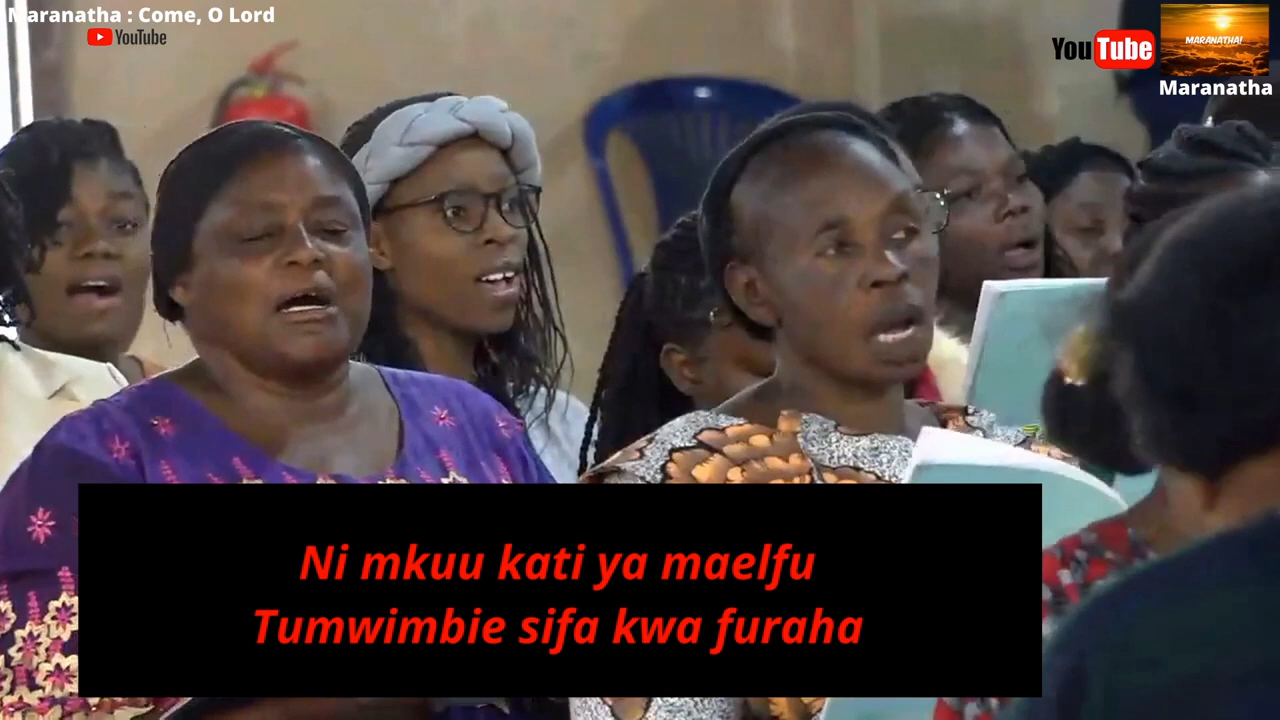 Maranatha : Come, O Lord
YouTube
YouTube
MARANATHA!
Maranatha
Ni mkuu kati ya maelfu
Tumwimbie sifa kwa furaha